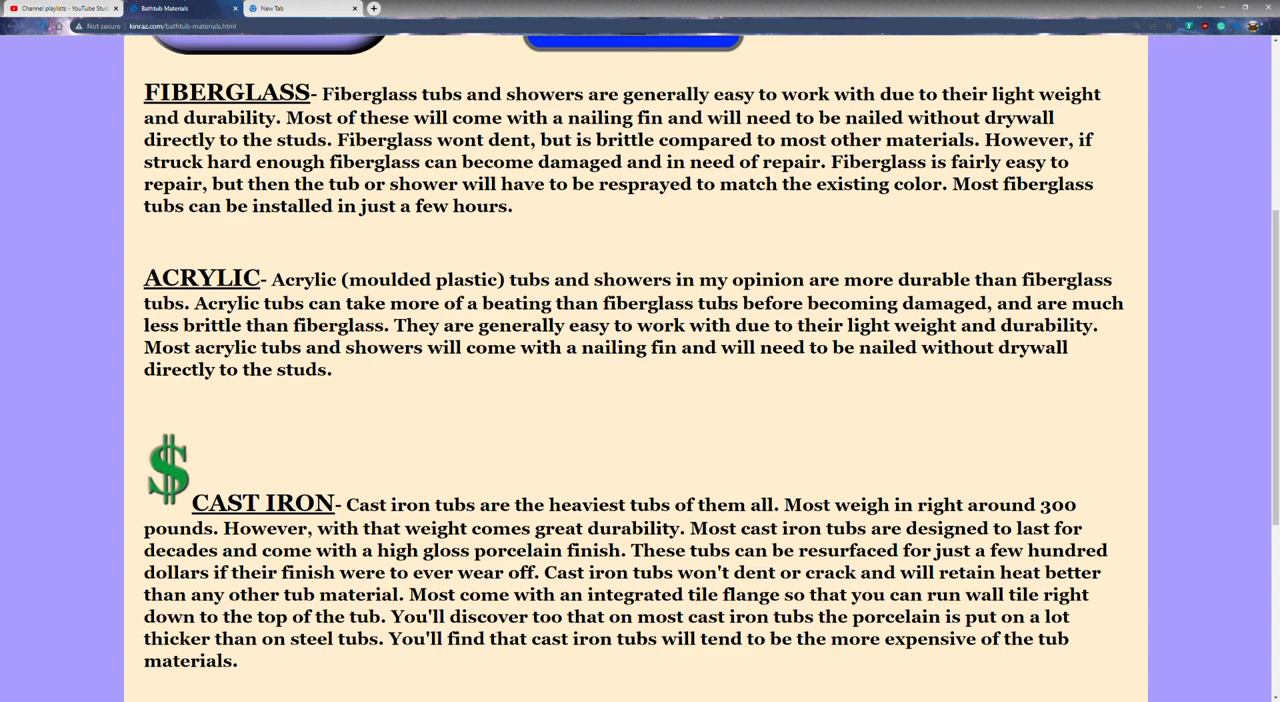 Channel playlists - YouTube Stud
Bathtub Materials
New Tab
Not secure
kinraz.com/bathtub-materials.html
FIBERGLASS- Fiberglass tubs and showers are generally easy to work with due to their light weight
and durability. Most of these will come with a nailing fin and will need to be nailed without drywall
directly to the studs. Fiberglass wont dent, but is brittle compared to most other materials. However, if
struck hard enough fiberglass can become damaged and in need of repair. Fiberglass is fairly easy to
repair, but then the tub or shower will have to be resprayed to match the existing color. Most fiberglass
tubs can be installed in just a few hours.
ACRYLIC- Acrylic (moulded plastic) tubs and showers in my opinion are more durable than fiberglass
tubs. Acrylic tubs can take more of a beating than fiberglass tubs before becoming damaged, and are much
less brittle than fiberglass. They are generally easy to work with due to their light weight and durability.
Most acrylic tubs and showers will come with a nailing fin and will need to be nailed without drywall
directly to the studs.
$
CAST IRON- Cast iron tubs are the heaviest tubs of them all. Most weigh in right around 300
pounds. However, with that weight comes great durability. Most cast iron tubs are designed to last for
decades and come with a high gloss porcelain finish. These tubs can be resurfaced for just a few hundred
dollars if their finish were to ever wear off. Cast iron tubs won't dent or crack and will retain heat better
than any other tub material. Most come with an integrated tile flange so that you can run wall tile right
down to the top of the tub. You'll discover too that on most cast iron tubs the porcelain is put on a lot
thicker than on steel tubs. You'll find that cast iron tubs will tend to be the more expensive of the tub
materials.